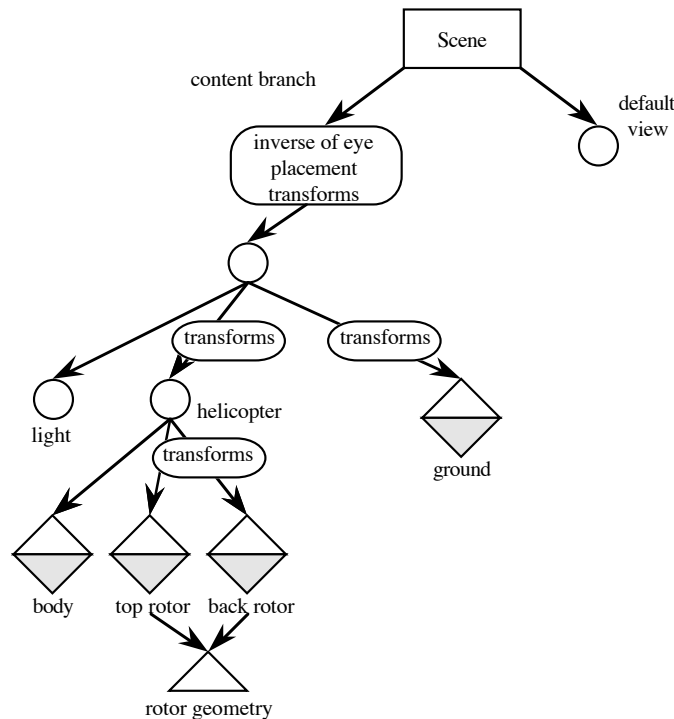 Scene
content branch
default
view
inverse of eye
placement
transforms
transforms
transforms
helicopter
light
transforms
ground
body
top rotor
back rotor
rotor geometry